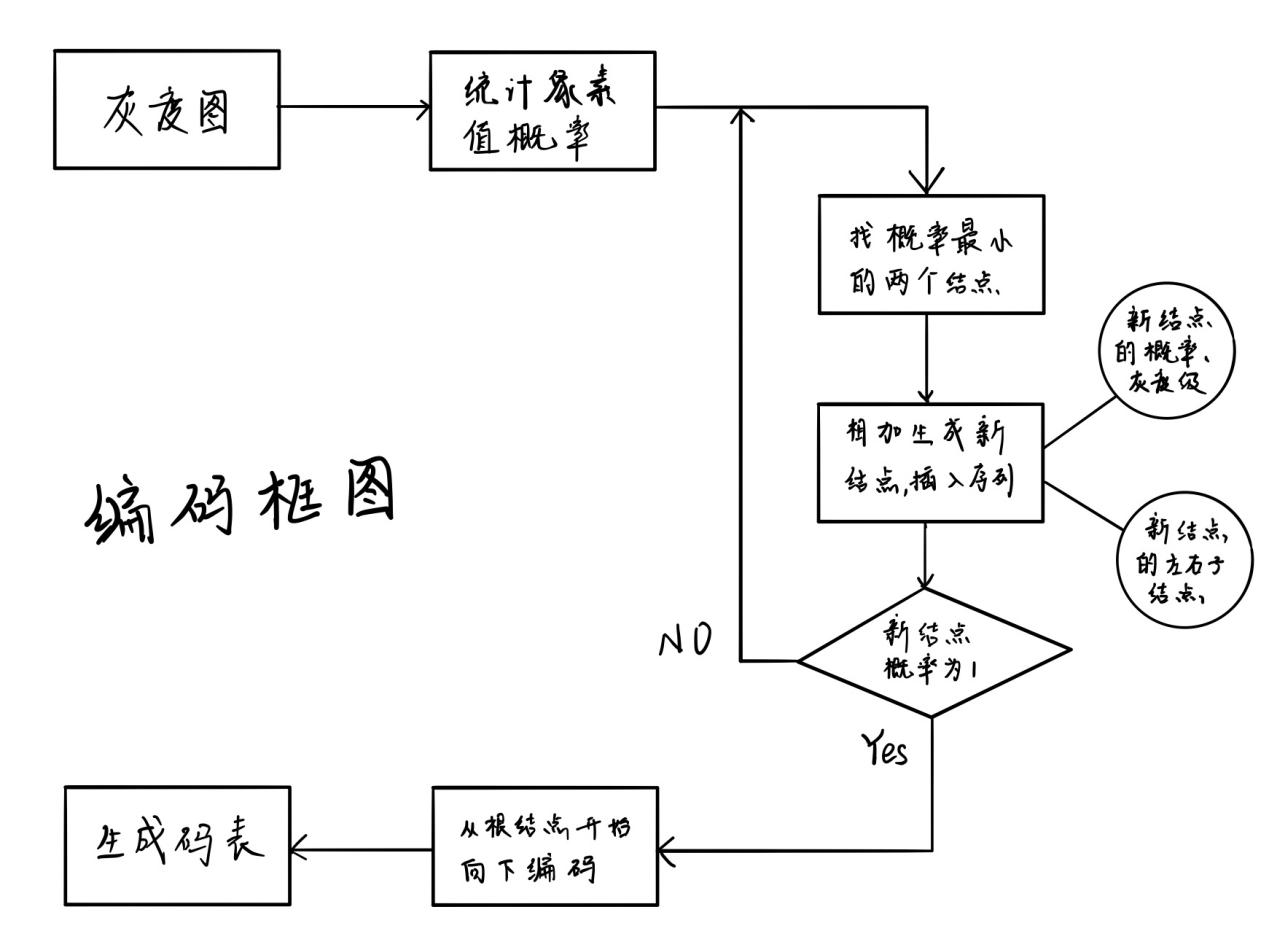 灰度图
统计象素
值概率
找概率最小
的两个结点
新结点
的概率、
灰度级
相加生成新
结点,插入序列
新结点
的左右子
结点
编码框图
新结点
概率为1
NO
Yes
从根结点开始
向下编码
生成码表